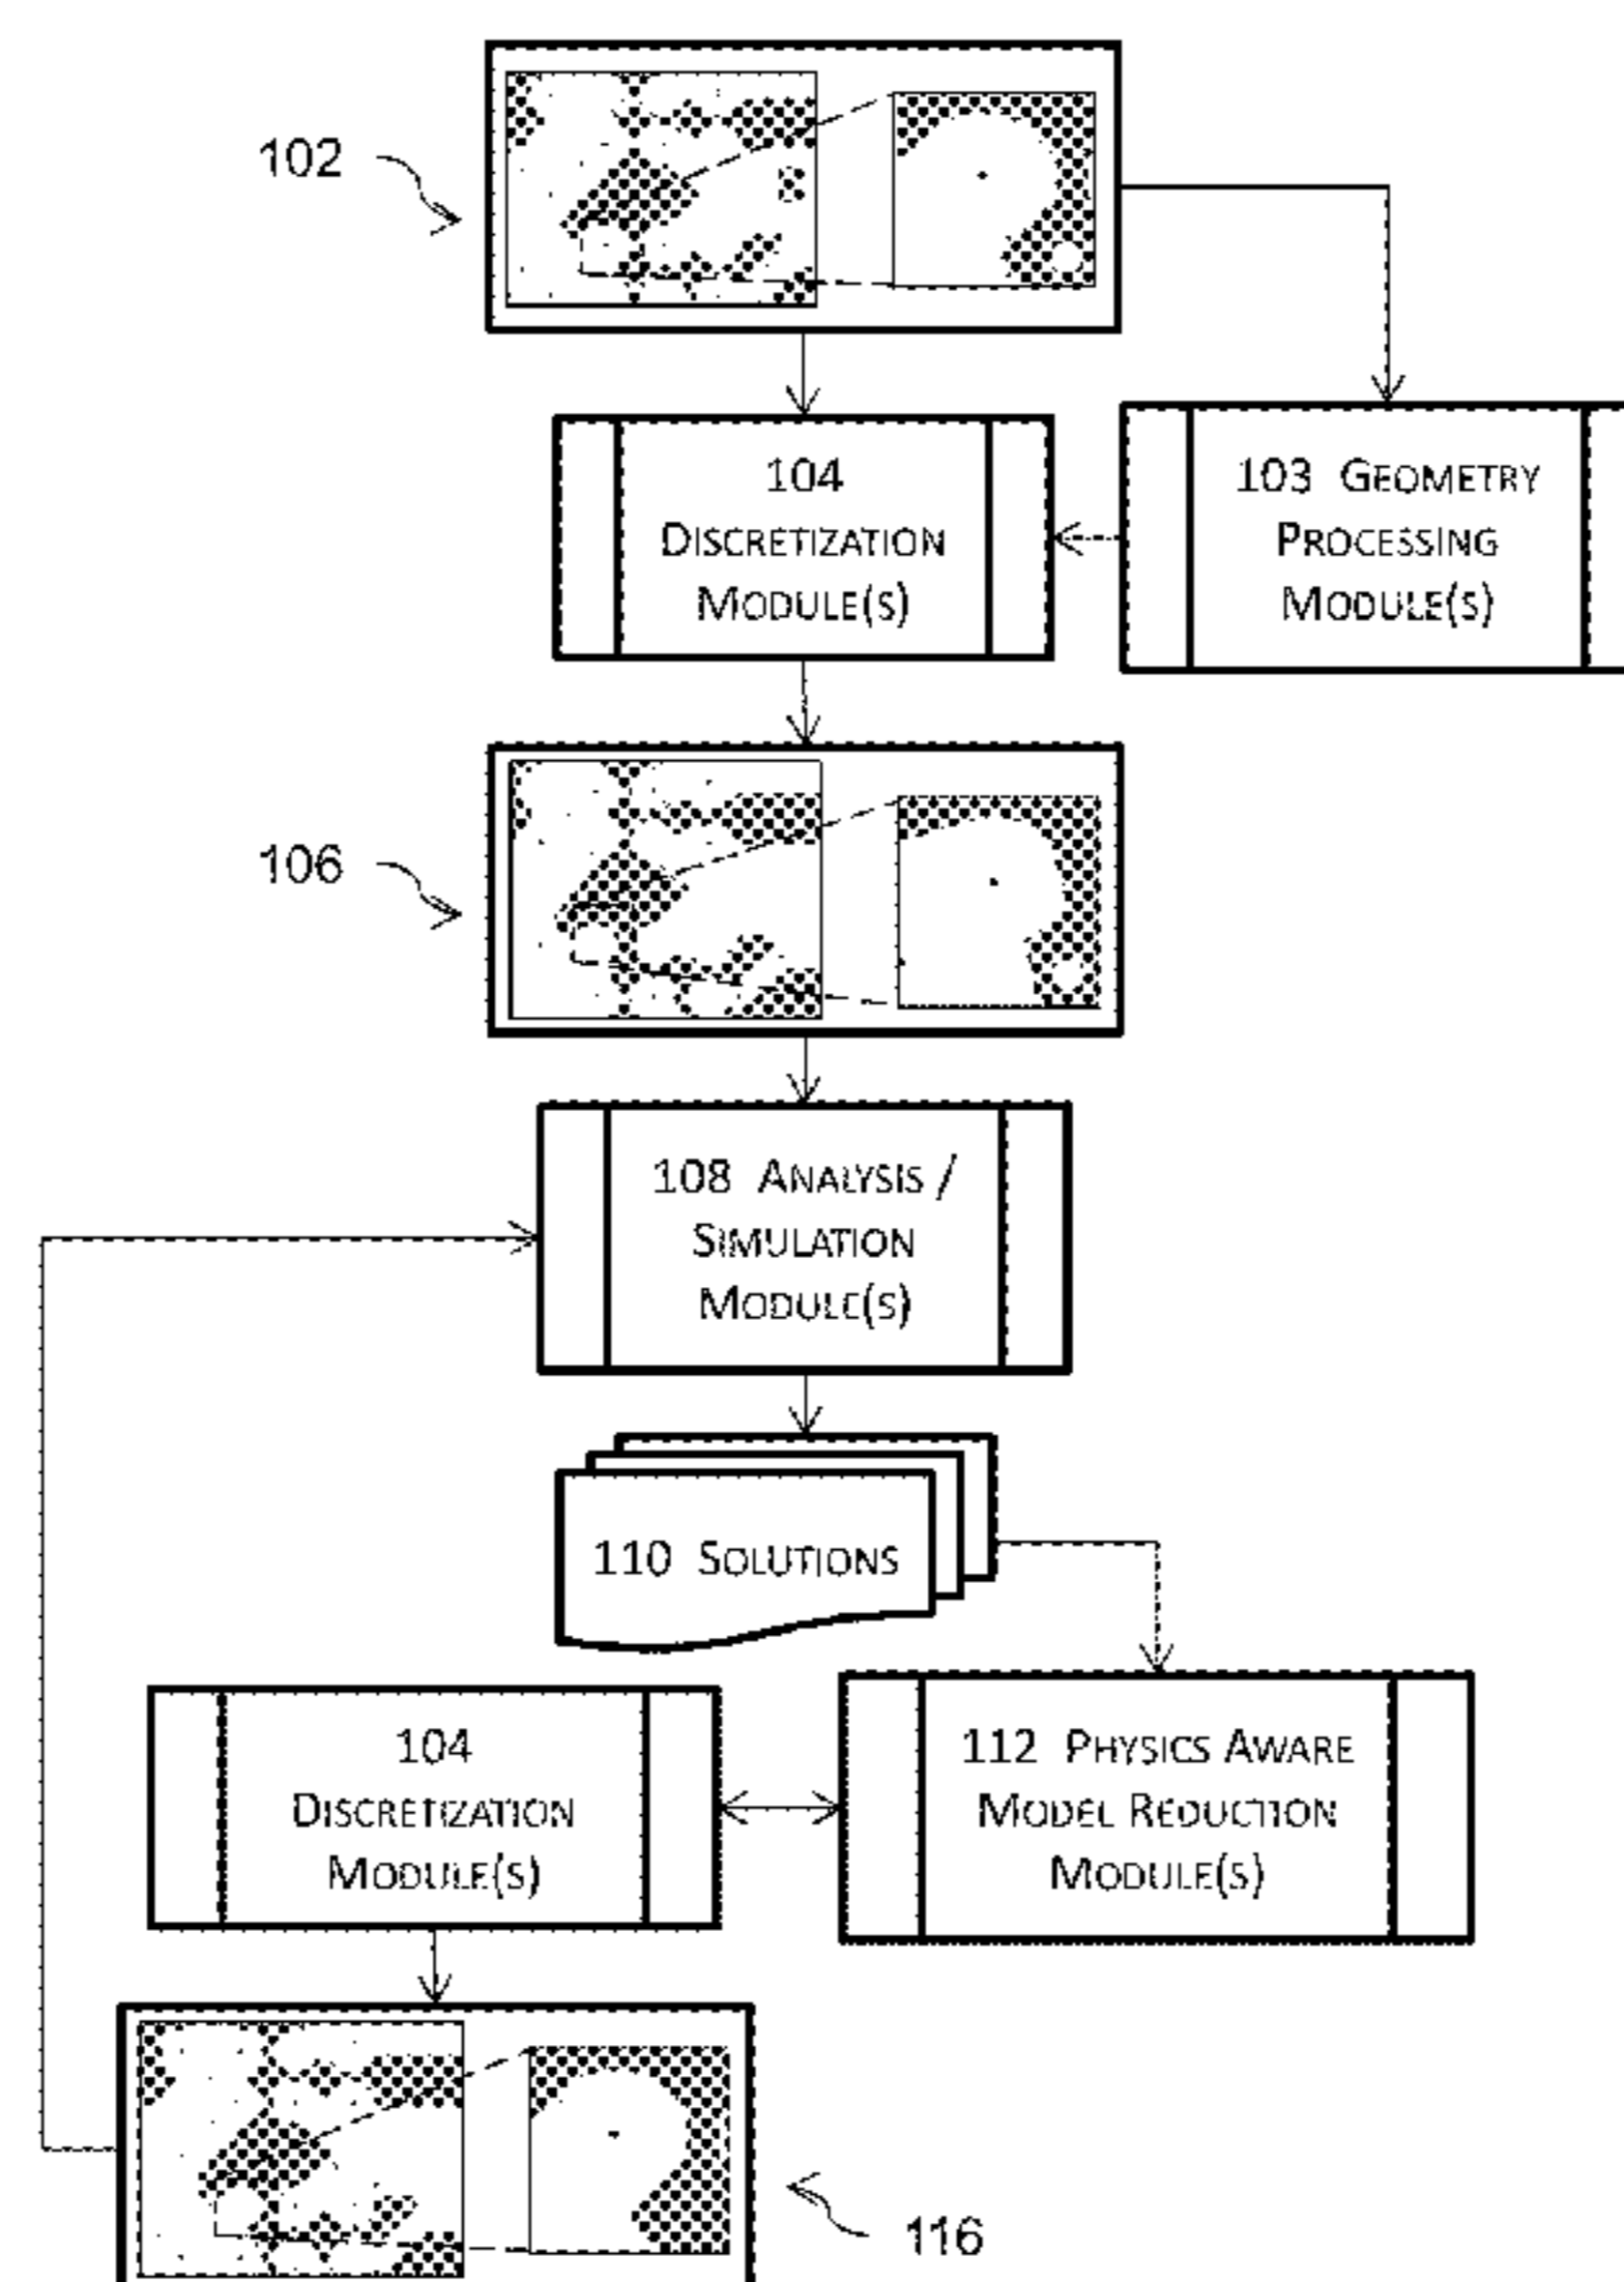 102
104
DISCRETIZATION
MODULE(S)
103 GEOMETRY
PROCESSING
MODULE(S)
106
108 ANALYSIS /
SIMULATION
MODULE(S)
110 SOLUTIONS
104
DISCRETIZATION
MODULE(S)
112 PHYSICS AWARE
MODEL REDUCTION
MODULE(S)
116